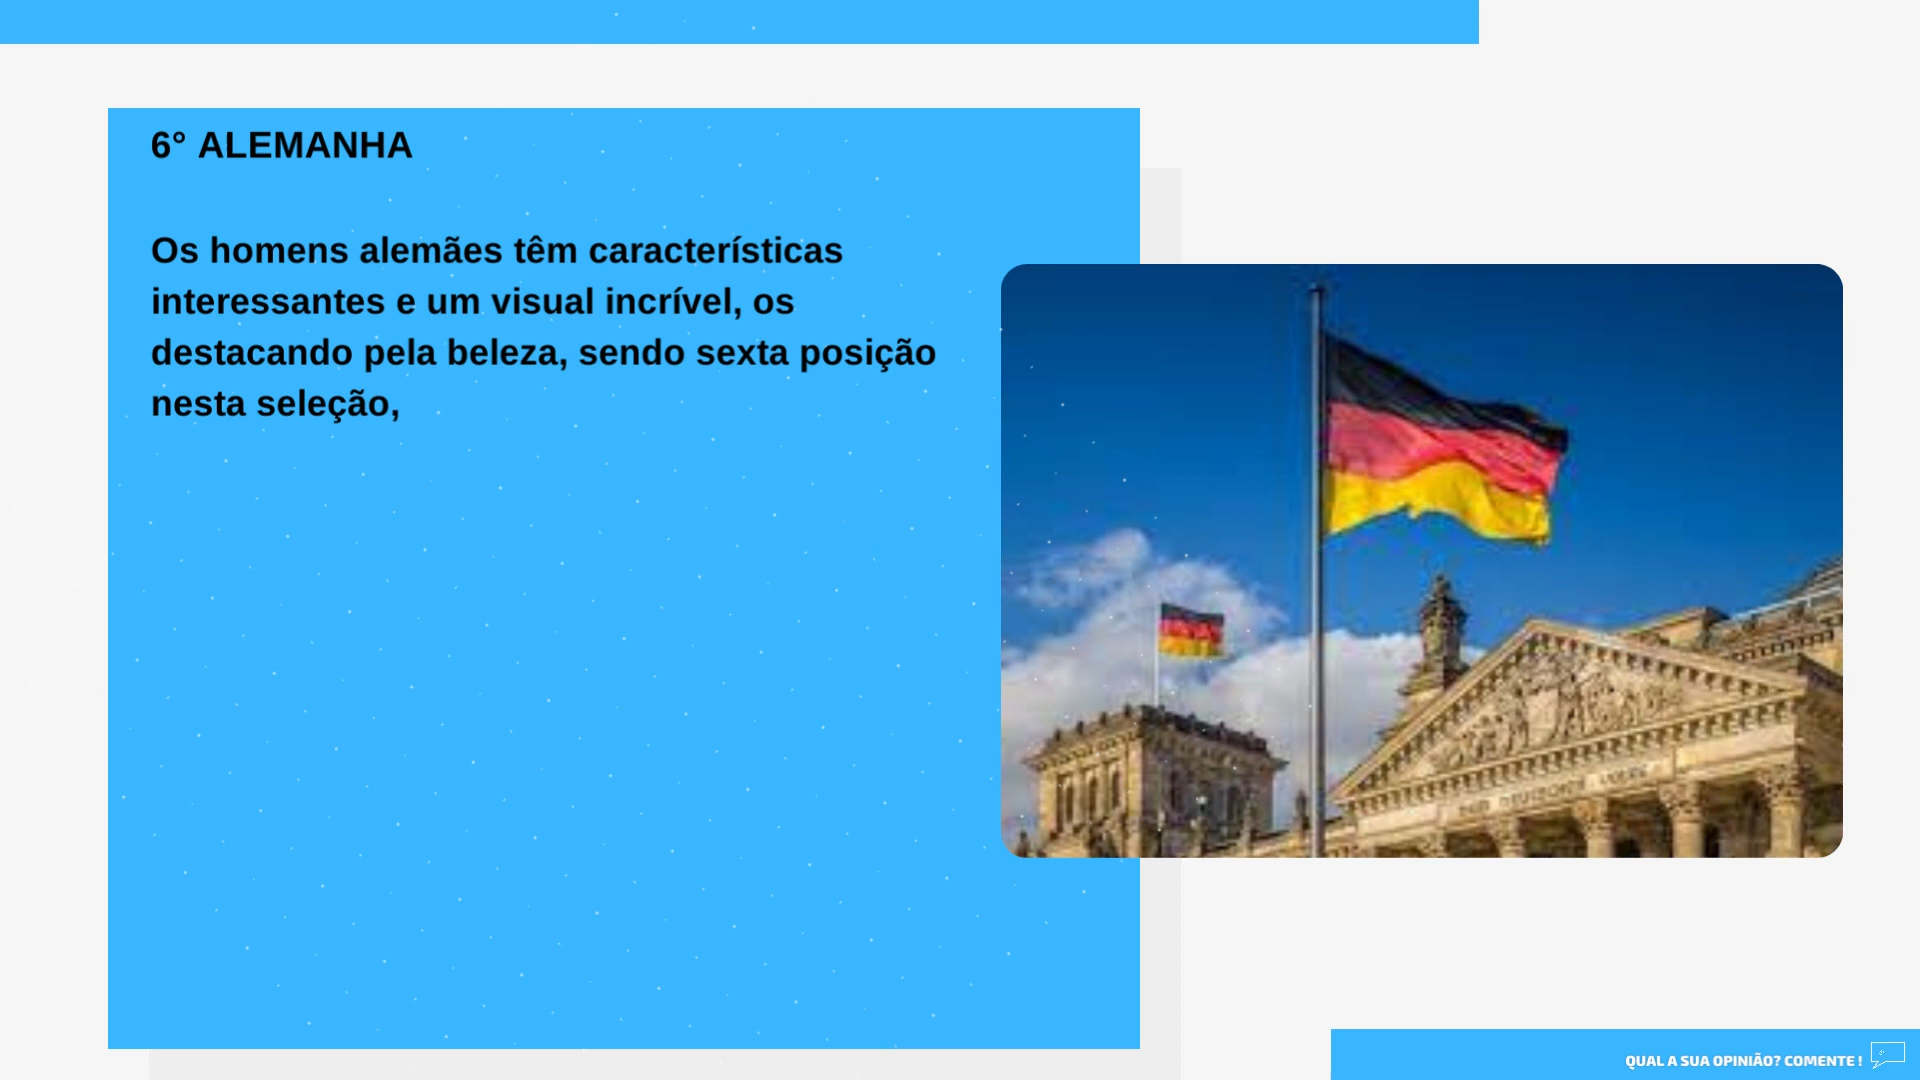 6° ALEMANHA
Os homens alemães têm características
interessantes e um visual incrível, os
destacando pela beleza, sendo sexta posição
nesta seleção,
DEUTSCHEN
QUAL A SUA OPINIÃO? COMENTE !